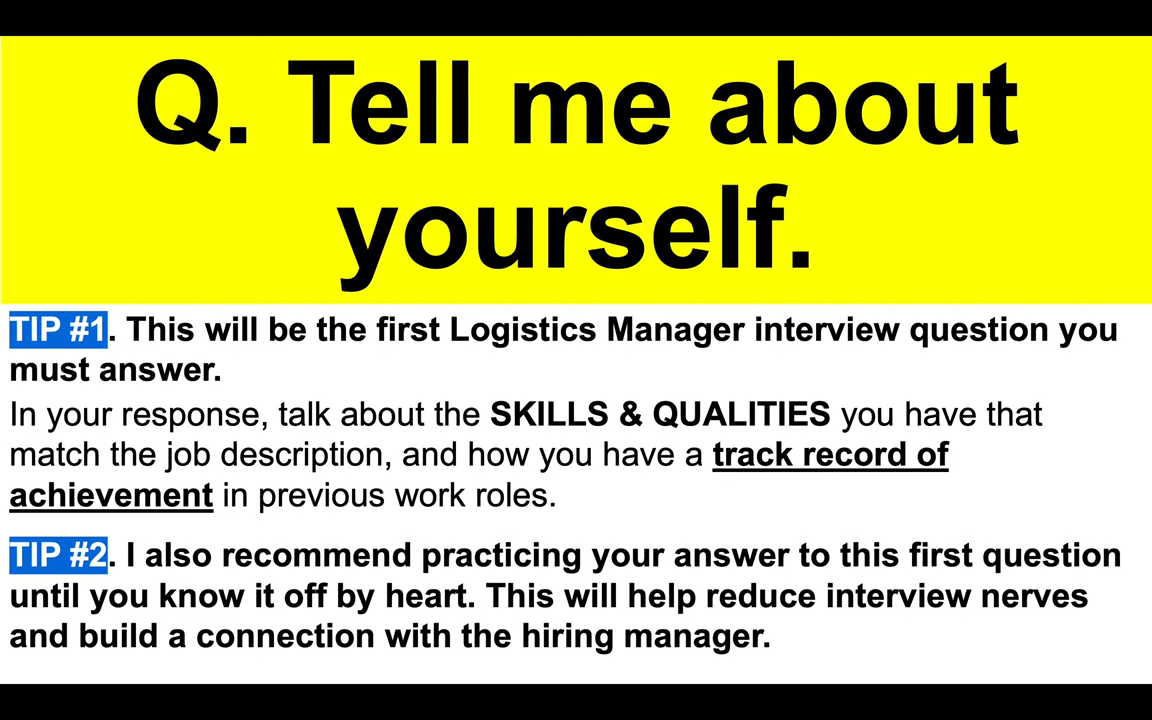 Q. Tell me about
yourself.
TIP #1. This will be the first Logistics Manager interview question you
must answer.
In your response, talk about the SKILLS & QUALITIES you have that
match the job description, and how you have a track record of
achievement in previous work roles.
TIP #2. I also recommend practicing your answer to this first question
until you know it off by heart. This will help reduce interview nerves
and build a connection with the hiring manager.